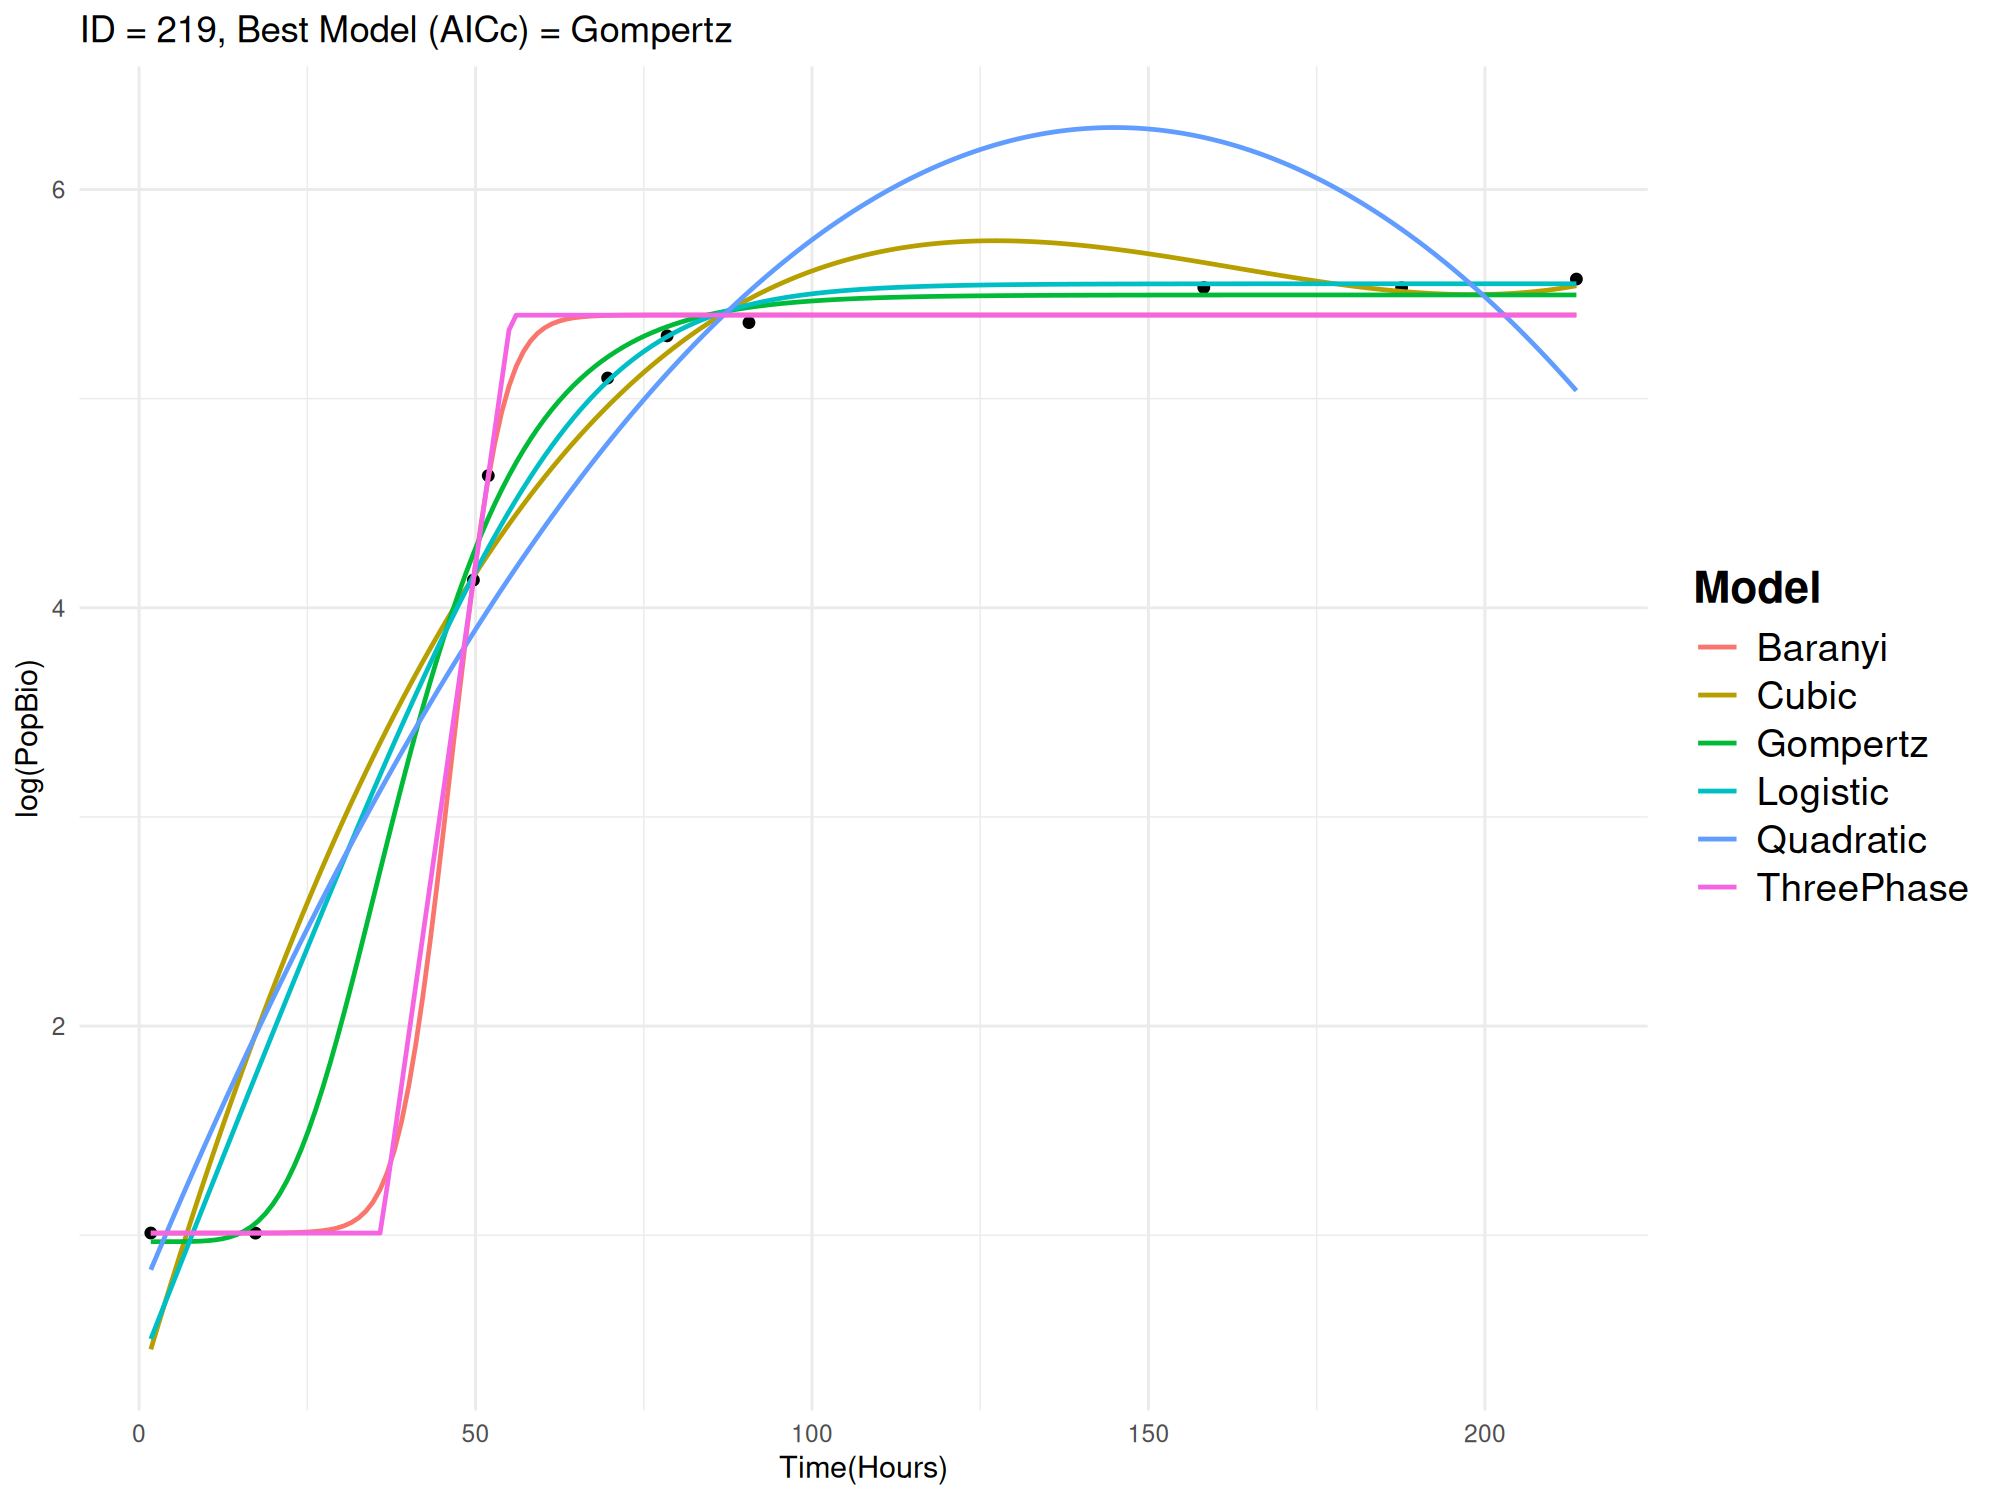 ID = 219, Best Model (AICc) = Gompertz
6
4
2
log(PopBio)
0
50
100
150
200
Time(Hours)
Model
Baranyi
Cubic
Gompertz
Logistic
Quadratic
ThreePhase